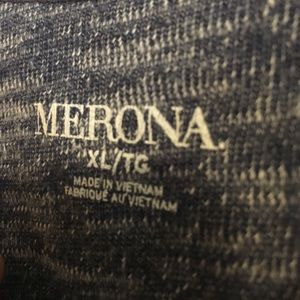 MERONA.
XL/TG
MADE IN VIETNAM
FABRIQUÉ AU VIETNAM